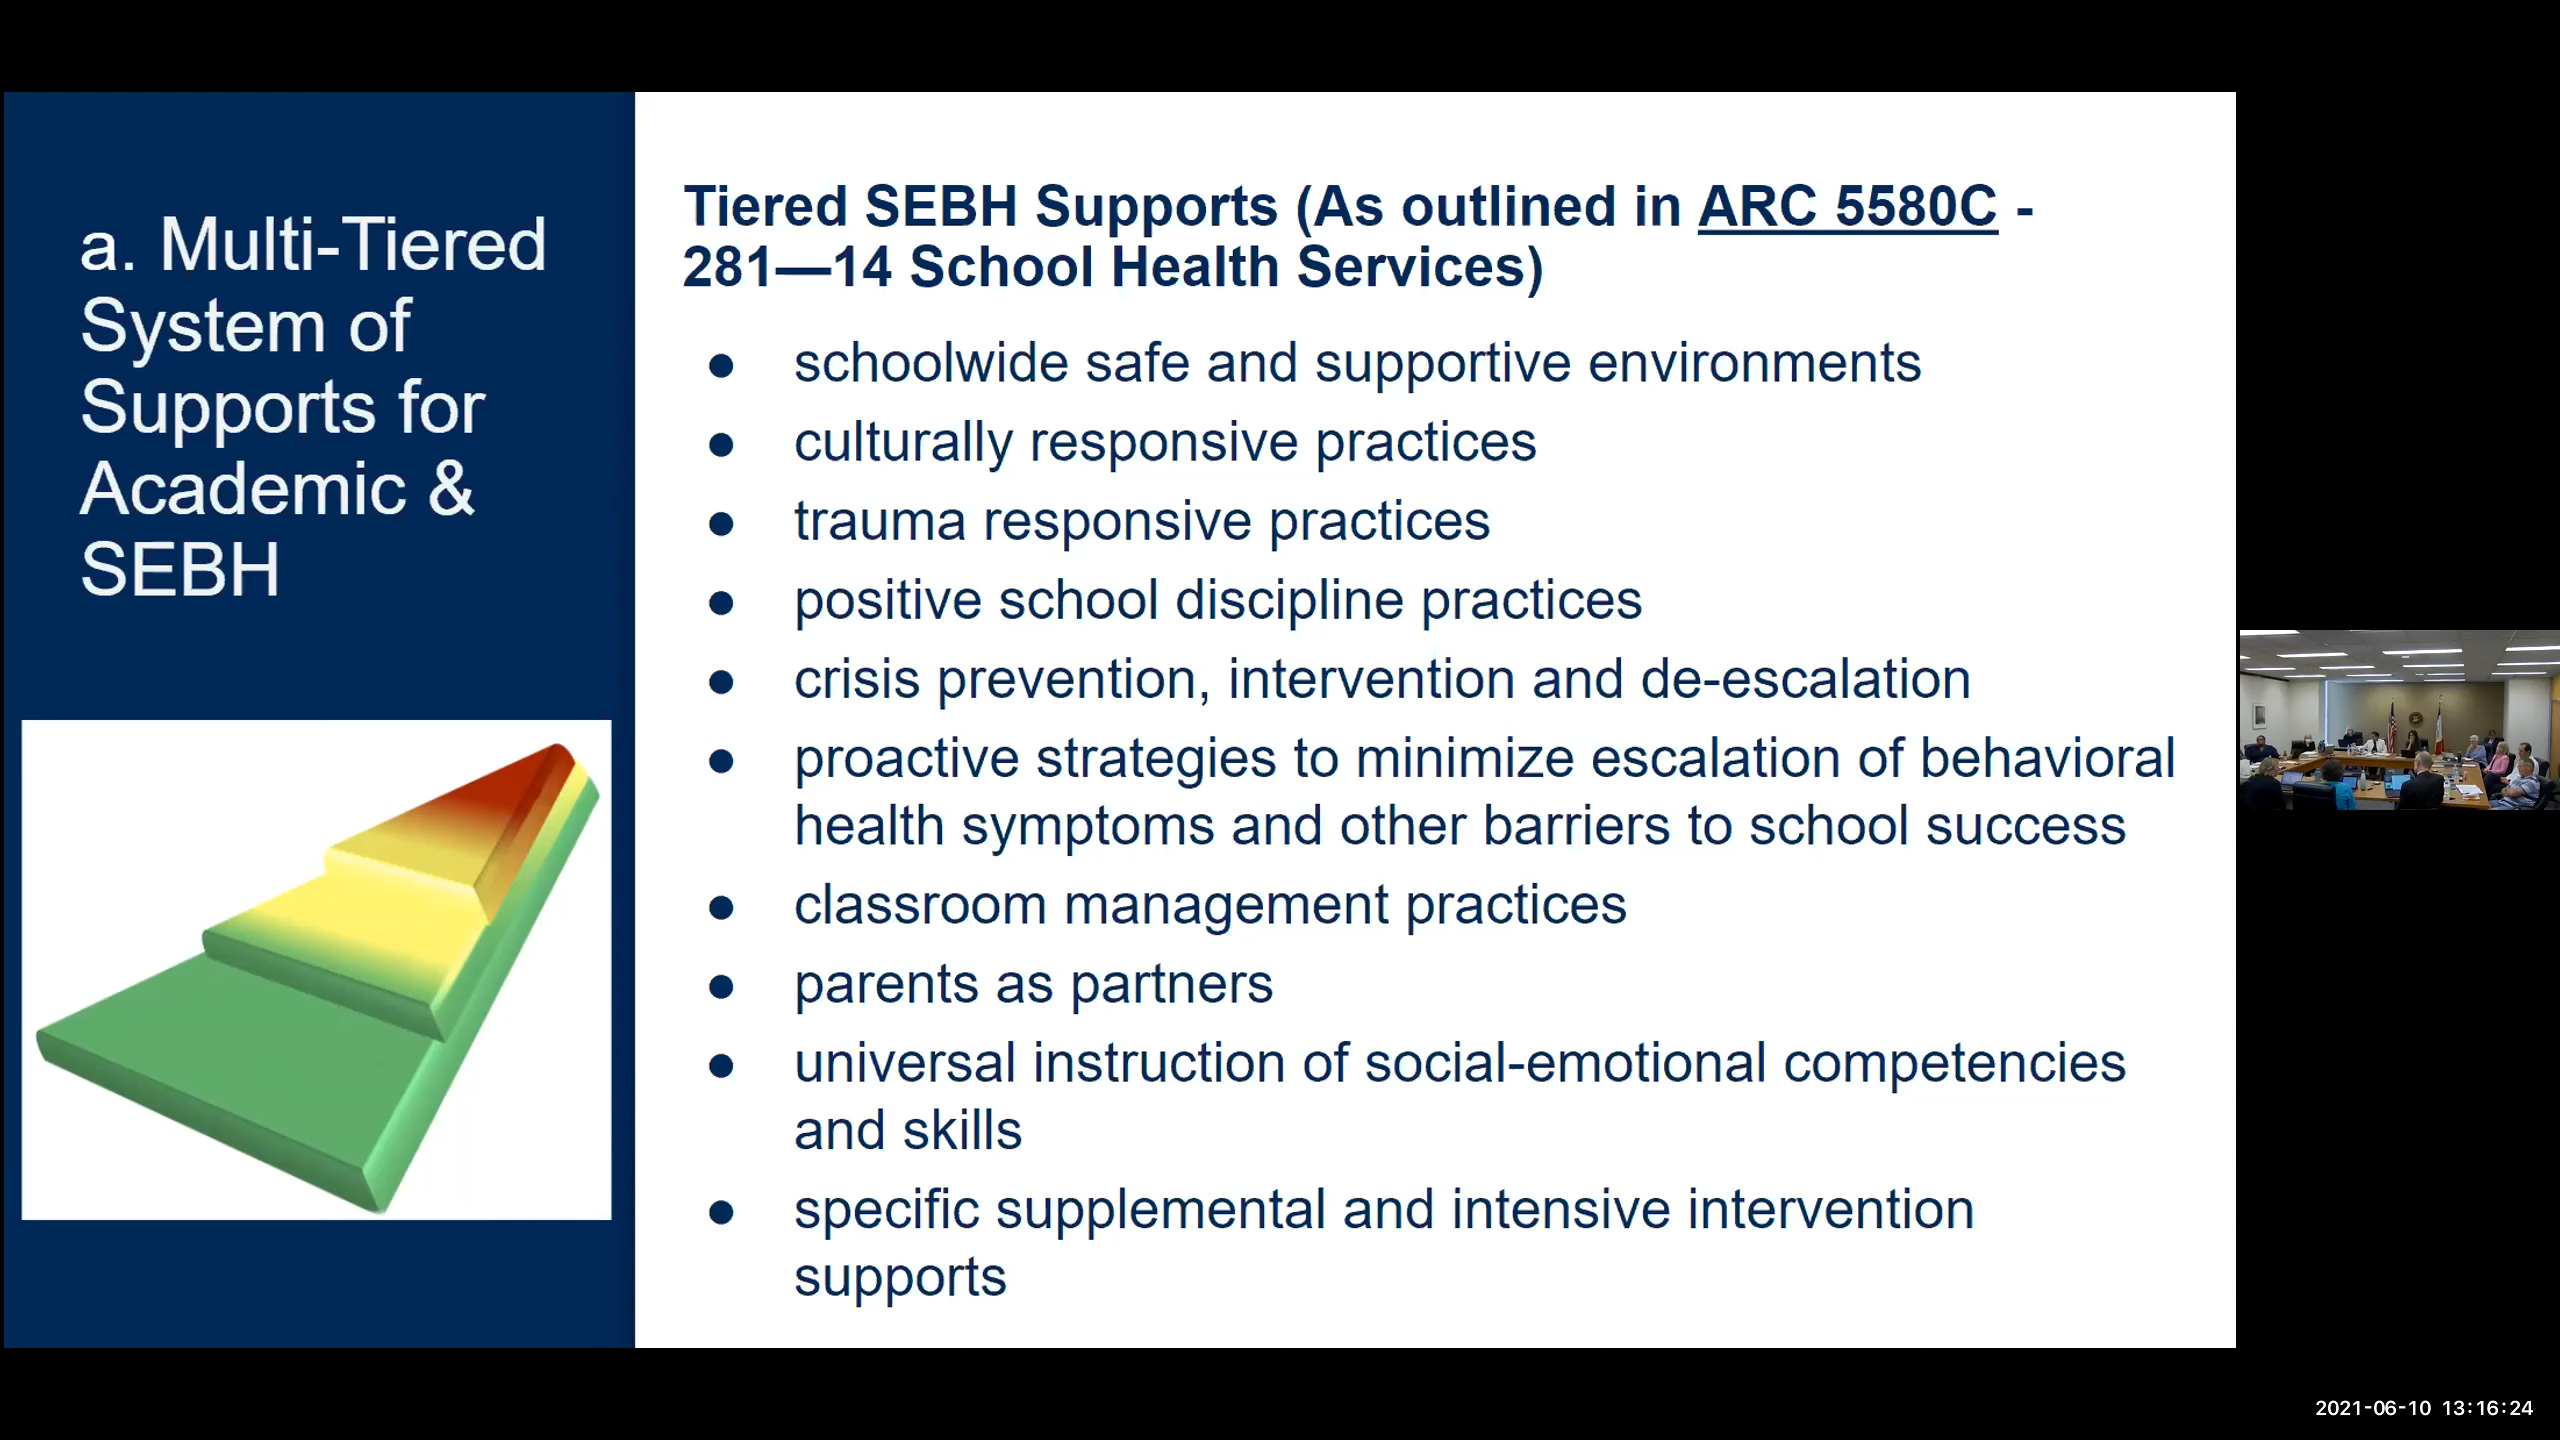 a. Multi-Tiered
System of
Supports for
Academic &
SEBH
Tiered SEBH Supports (As outlined in ARC 5580C -
281—14 School Health Services)
● schoolwide safe and supportive environments
● culturally responsive practices
● trauma responsive practices
● positive school discipline practices
● crisis prevention, intervention and de-escalation
● proactive strategies to minimize escalation of behavioral
health symptoms and other barriers to school success
● classroom management practices
● parents as partners
● universal instruction of social-emotional competencies
and skills
● specific supplemental and intensive intervention
supports
2021-06-10 13:16:24